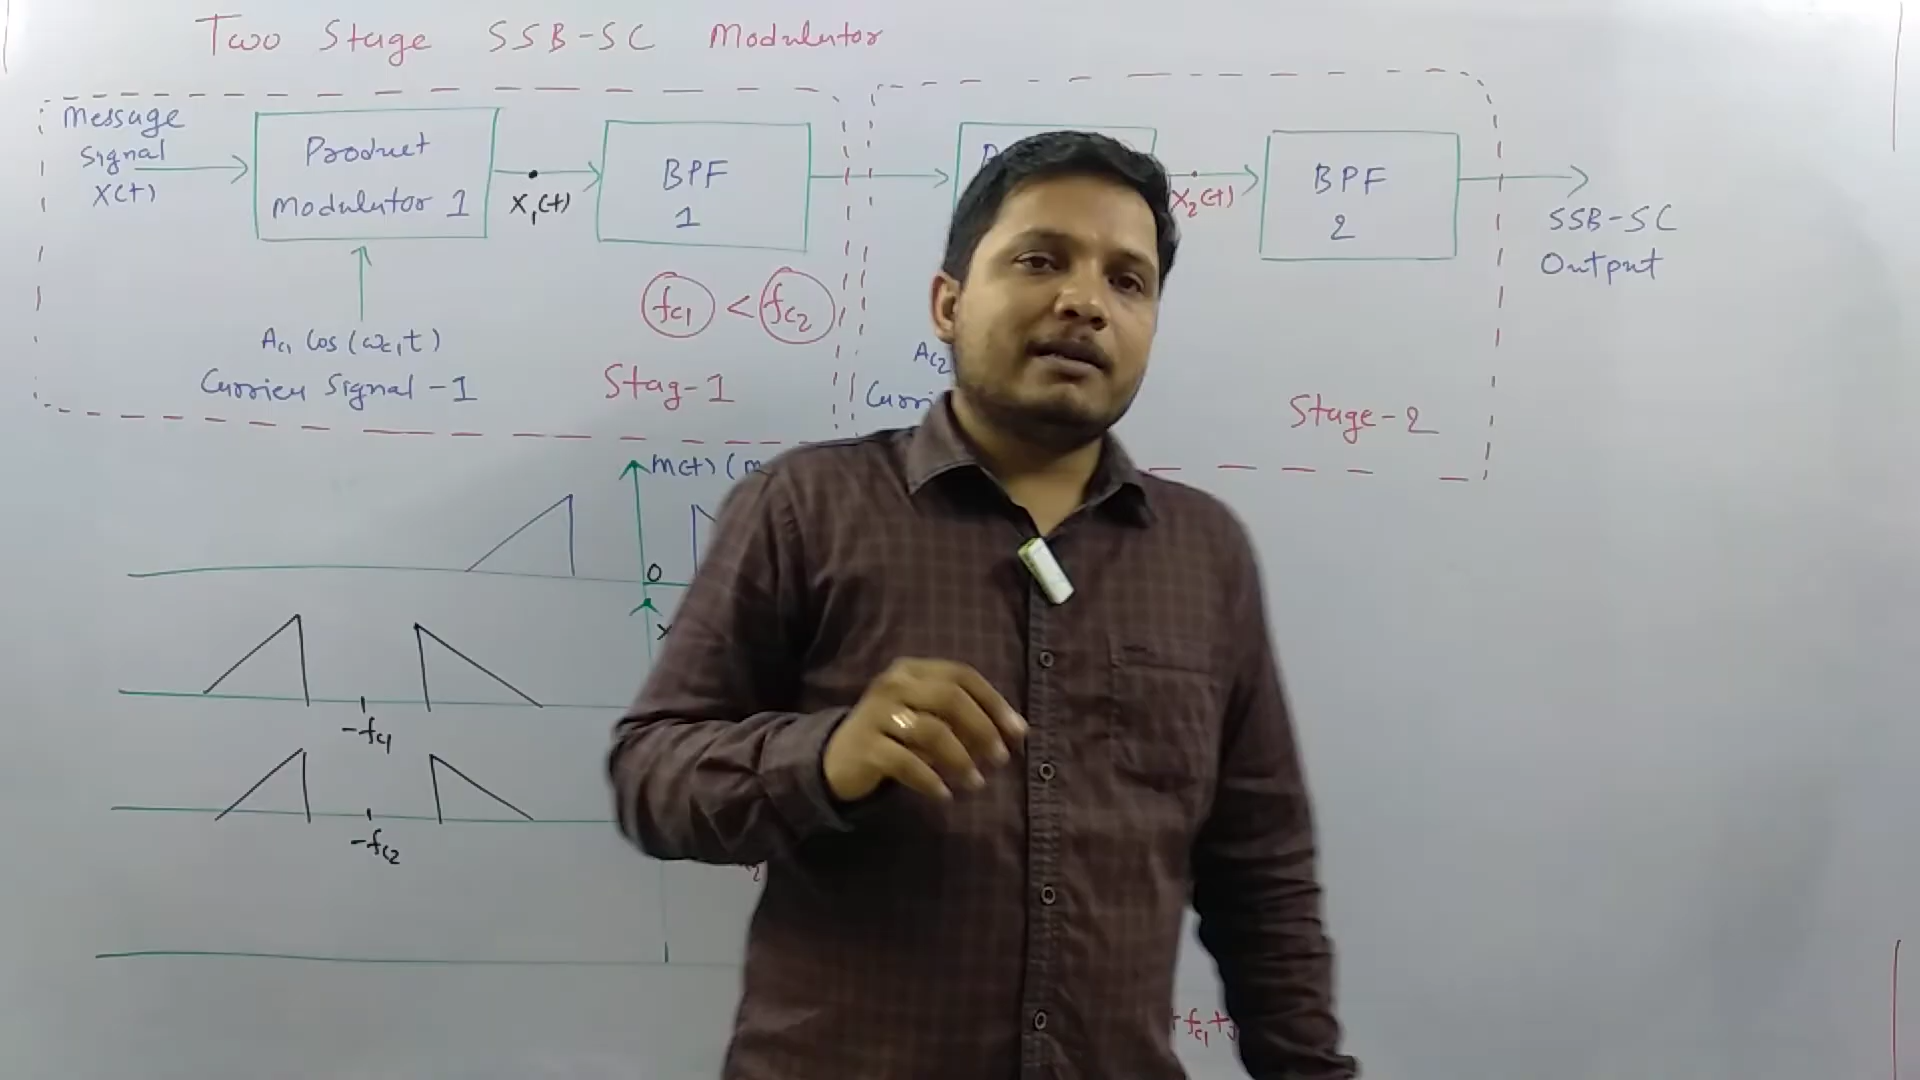 Two Stage SSB-SC Modulator
Message
Signal
X(t)
Product
Modulator 1
X₁(t)
BPF
1
X₂(t)
BPF
2
SSB-SC
Output
fc₁ < fc₂
Ac₁ Cos(ωc₁t)
Carrier Signal-1
Stag-1
Ac₂
Stage-2
m(t)
0
-fc₁
-fc₂